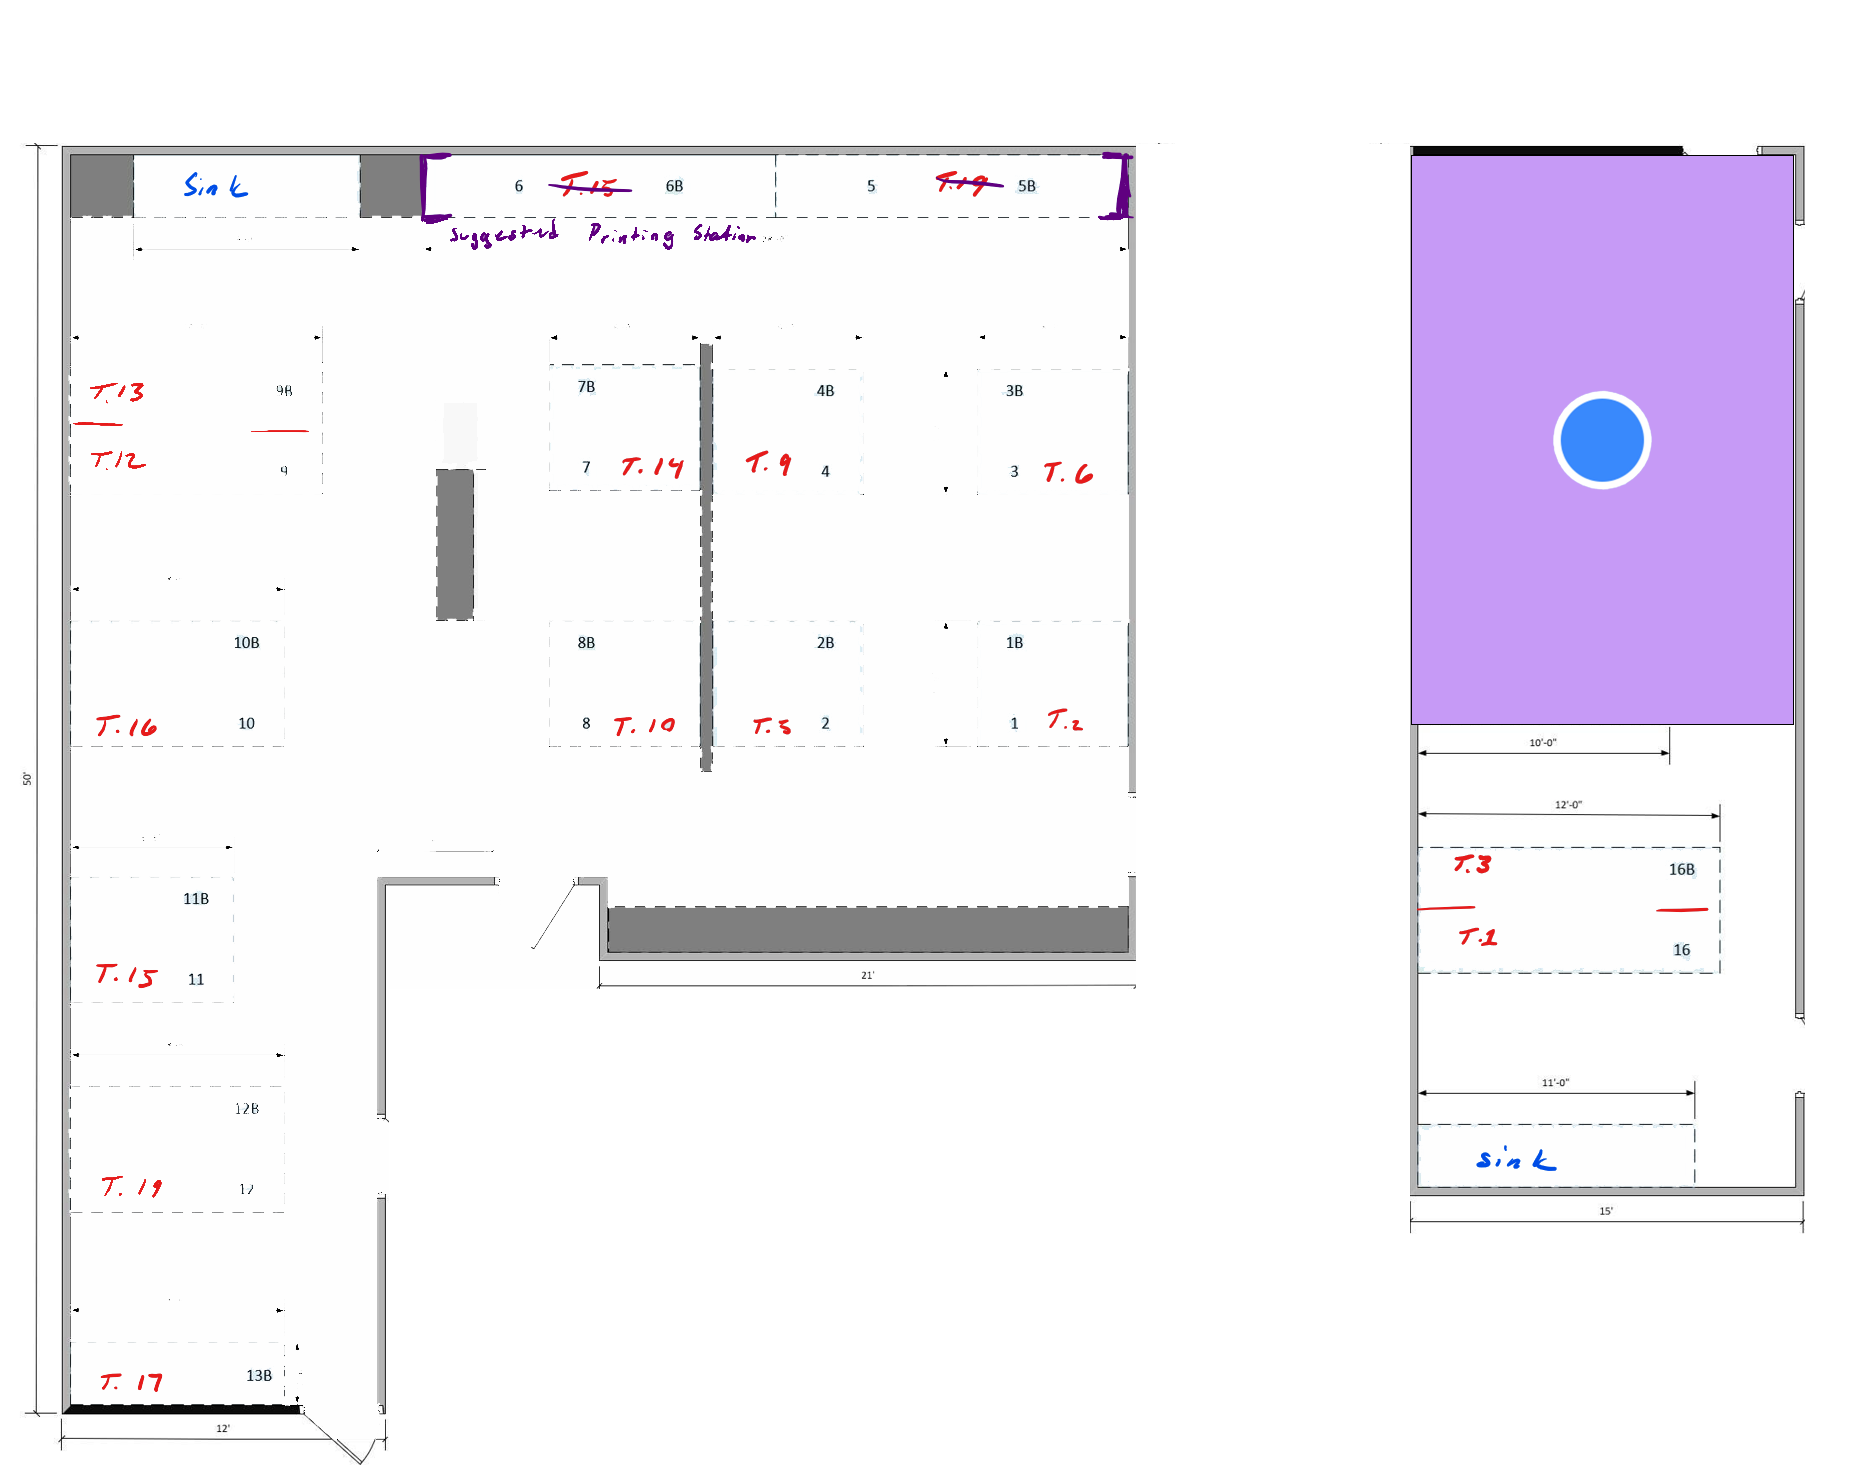 Sink
6 T.15 6B 5 T.19 5B
Suggested Printing Station
T.13 9B
T.12 9
7B
7 T.14
4B
T.9 4
3B
3 T.6
10B
T.16 10
8B
8 T.10
2B
T.5 2
1B
1 T.2
50'
11B
T.15 11
21'
12B
T.19 12
13B
T.17
12'
10'-0"
12'-0"
T.3 16B
T.1 16
11'-0"
sink
15'